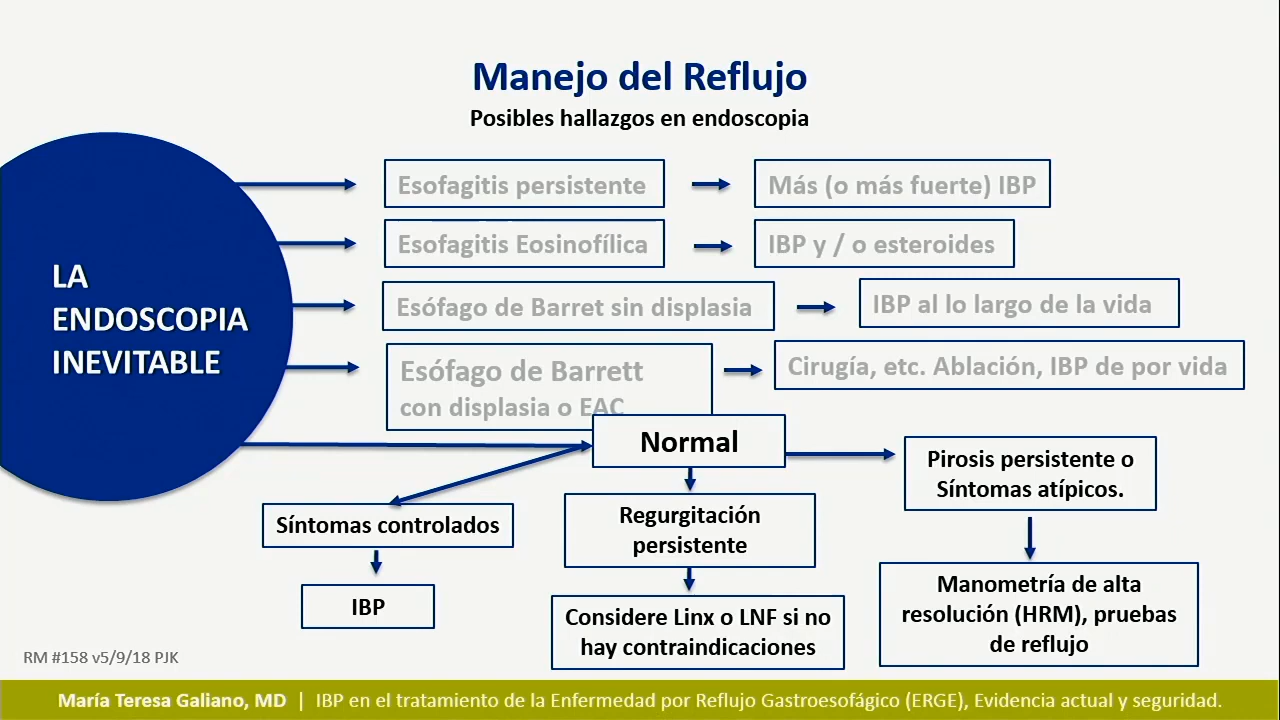 Manejo del Reflujo
Posibles hallazgos en endoscopia
LA
ENDOSCOPIA
INEVITABLE
Esofagitis persistente
Más (o más fuerte) IBP
Esofagitis Eosinofílica
IBP y / o esteroides
Esófago de Barret sin displasia
IBP al lo largo de la vida
Esófago de Barrett
con displasia o EAC
Cirugía, etc. Ablación, IBP de por vida
Normal
Síntomas controlados
IBP
Regurgitación
persistente
Considere Linx o LNF si no
hay contraindicaciones
Pirosis persistente o
Síntomas atípicos.
Manometría de alta
resolución (HRM), pruebas
de reflujo
RM #158 v5/9/18 PJK
María Teresa Galiano, MD | IBP en el tratamiento de la Enfermedad por Reflujo Gastroesofágico (ERGE), Evidencia actual y seguridad.